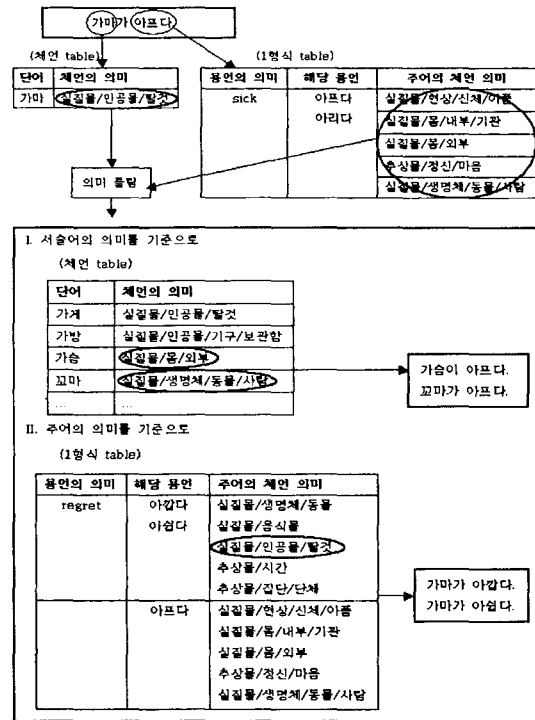 가마가 아프다
(체언 table)
(1형식 table)
단어 체언의 의미
가마 실질물/인공물/탈것
용언의 의미 해당 용언 주어의 체언 의미
sick 아프다 실질물/현상/신체/아픔
아리다 실질물/몸/내부/기관
실질물/몸/외부
추상물/정신/마음
실질물/생명체/동물/사람
의미 틀림
I. 서술어의 의미를 기준으로
(체언 table)
단어 체언의 의미
가게 실질물/인공물/탈것
가방 실질물/인공물/기구/보관함
가슴 실질물/몸/외부
꼬마 실질물/생명체/동물/사람
.... ....
가슴이 아프다.
꼬마가 아프다.
II. 주어의 의미를 기준으로
(1형식 table)
용언의 의미 해당 용언 주어의 체언 의미
regret 아깝다 실질물/생명체/동물
아쉽다 실질물/음식물
실질물/인공물/탈것
추상물/시간
추상물/집단/단체
아프다 실질물/현상/신체/아픔
실질물/몸/내부/기관
실질물/몸/외부
추상물/정신/마음
실질물/생명체/동물/사람
가마가 아깝다.
가마가 아쉽다.